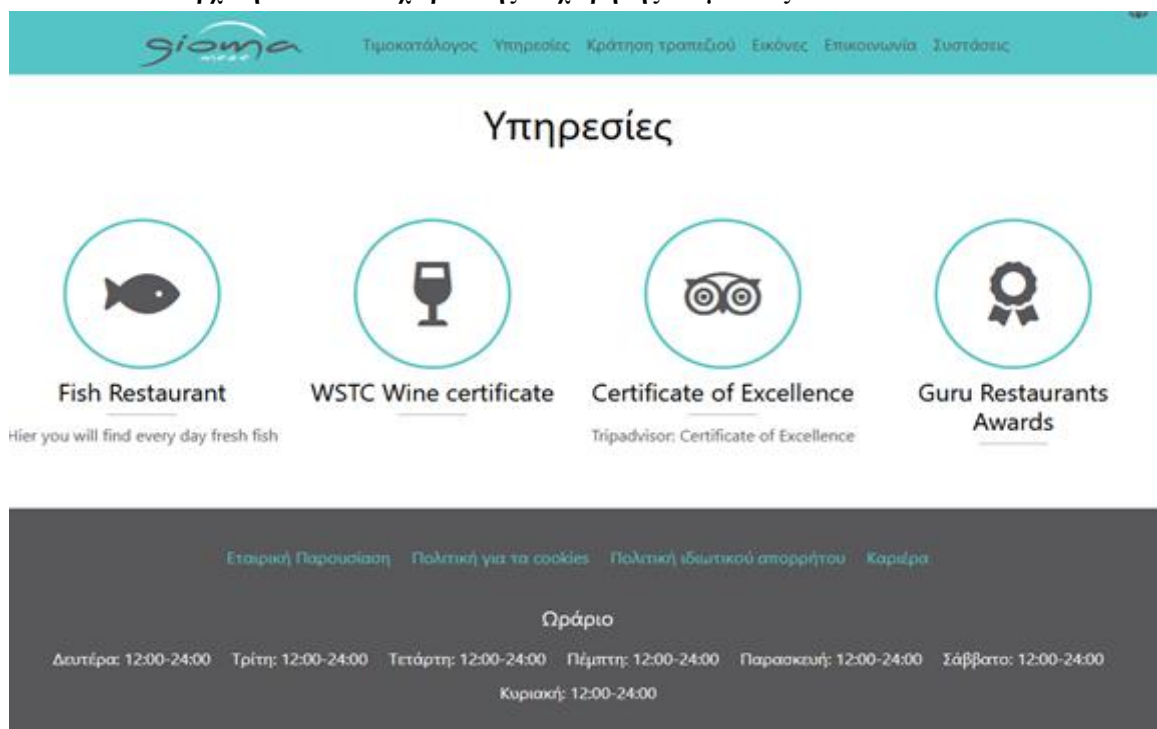 gioma
Τιμοκατάλογος Υπηρεσίες Κράτηση τραπεζιού Εικόνες Επικοινωνία Συστάσεις
Υπηρεσίες
Fish Restaurant WSTC Wine certificate Certificate of Excellence Guru Restaurants
Awards
Hier you will find every day fresh fish Tripadvisor: Certificate of Excellence
Εταιρική Παρουσίαση Πολιτική για τα cookies Πολιτική ιδιωτικού απορρήτου Καριέρα
Ωράριο
Δευτέρα: 12:00-24:00 Τρίτη: 12:00-24:00 Τετάρτη: 12:00-24:00 Πέμπτη: 12:00-24:00 Παρασκευή: 12:00-24:00 Σάββατο: 12:00-24:00
Κυριακή: 12:00-24:00